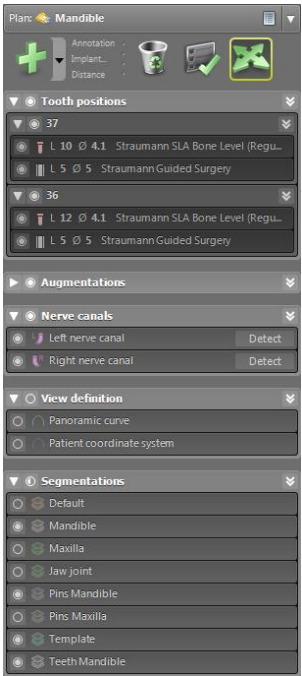 Plan: Mandible
Annotation
Implant...
Distance
Tooth positions
37
L 10 Ø 4.1 Straumann SLA Bone Level (Regu...
L 5 Ø 5 Straumann Guided Surgery
36
L 12 Ø 4.1 Straumann SLA Bone Level (Regu...
L 5 Ø 5 Straumann Guided Surgery
Augmentations
Nerve canals
Left nerve canal Detect
Right nerve canal Detect
View definition
Panoramic curve
Patient coordinate system
Segmentations
Default
Mandible
Maxilla
Jaw joint
Pins Mandible
Pins Maxilla
Template
Teeth Mandible